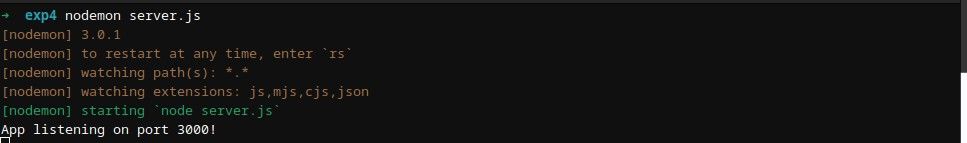 ➜  exp4 nodemon server.js
[nodemon] 3.0.1
[nodemon] to restart at any time, enter `rs`
[nodemon] watching path(s): *.*
[nodemon] watching extensions: js,mjs,cjs,json
[nodemon] starting `node server.js`
App listening on port 3000!